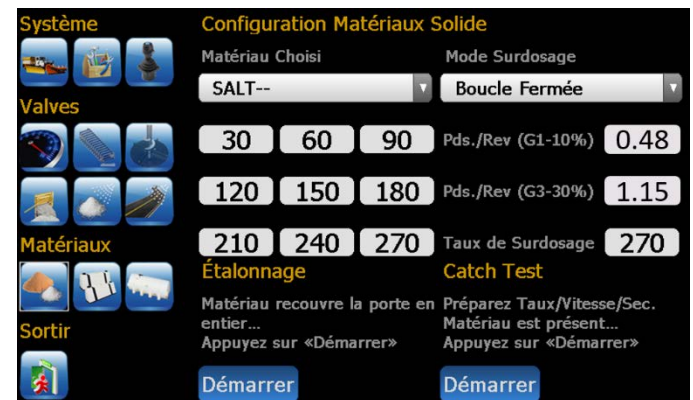 Système
Configuration Matériaux Solide
Matériau Choisi
Mode Surdosage
SALT--
Boucle Fermée
Valves
30 60 90
Pds./Rev (G1-10%) 0.48
120 150 180
Pds./Rev (G3-30%) 1.15
Matériaux
210 240 270
Taux de Surdosage 270
Étalonnage
Catch Test
Matériau recouvre la porte en
entier...
Appuyez sur «Démarrer»
Préparez Taux/Vitesse/Sec.
Matériau est présent...
Appuyez sur «Démarrer»
Sortir
Démarrer
Démarrer